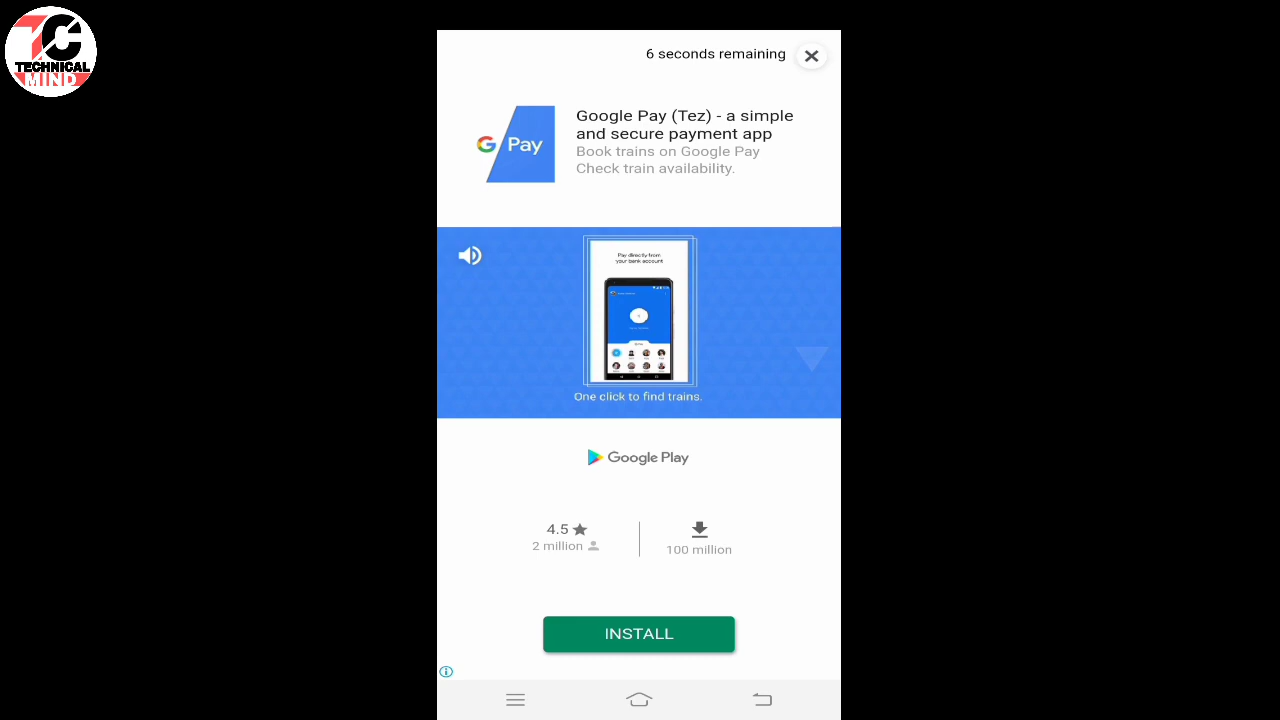 TC
TECHNICAL
MIND
6 seconds remaining
Google Pay (Tez) - a simple
and secure payment app
Book trains on Google Pay
Check train availability.
G Pay
Pay directly from
your bank account
One click to find trains.
Google Play
4.5
2 million
100 million
INSTALL